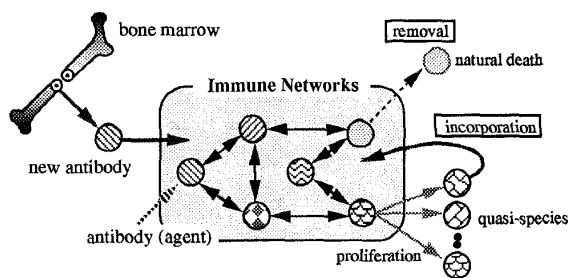 bone marrow
removal
natural death
Immune Networks
incorporation
new antibody
quasi-species
antibody (agent)
proliferation